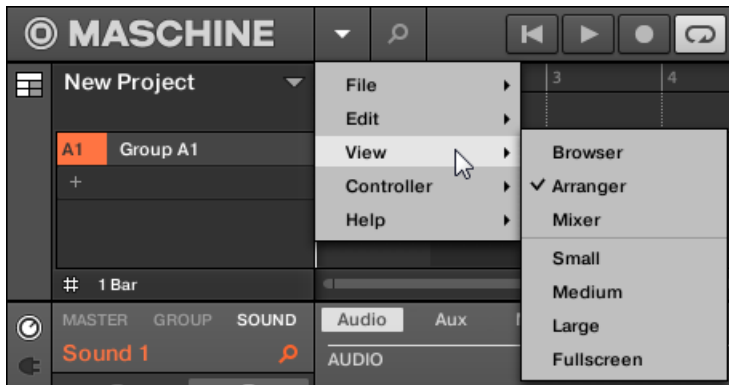 MASCHINE
New Project
3 4
File
Edit
A1 Group A1
View
Browser
+
Controller
Arranger
Help
Mixer
Small
1 Bar
Medium
MASTER GROUP SOUND Audio Aux
Large
Sound 1
AUDIO
Fullscreen